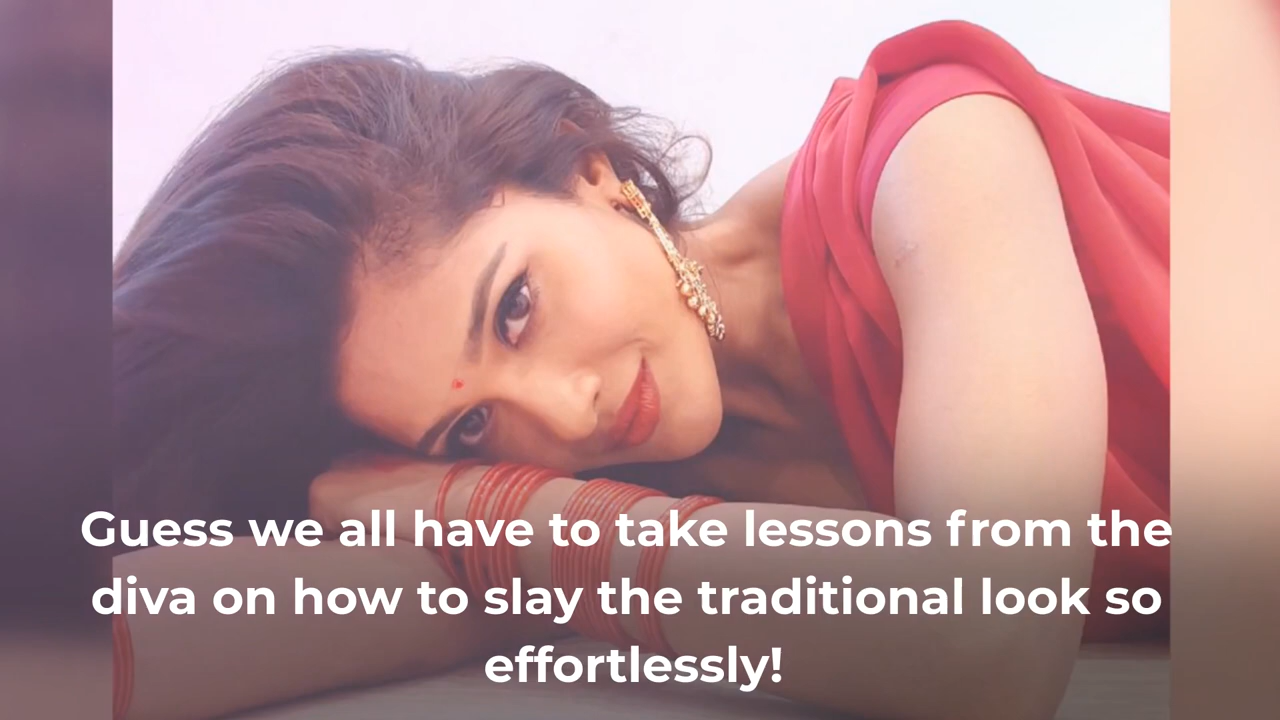 Guess we all have to take lessons from the
diva on how to slay the traditional look so
effortlessly!